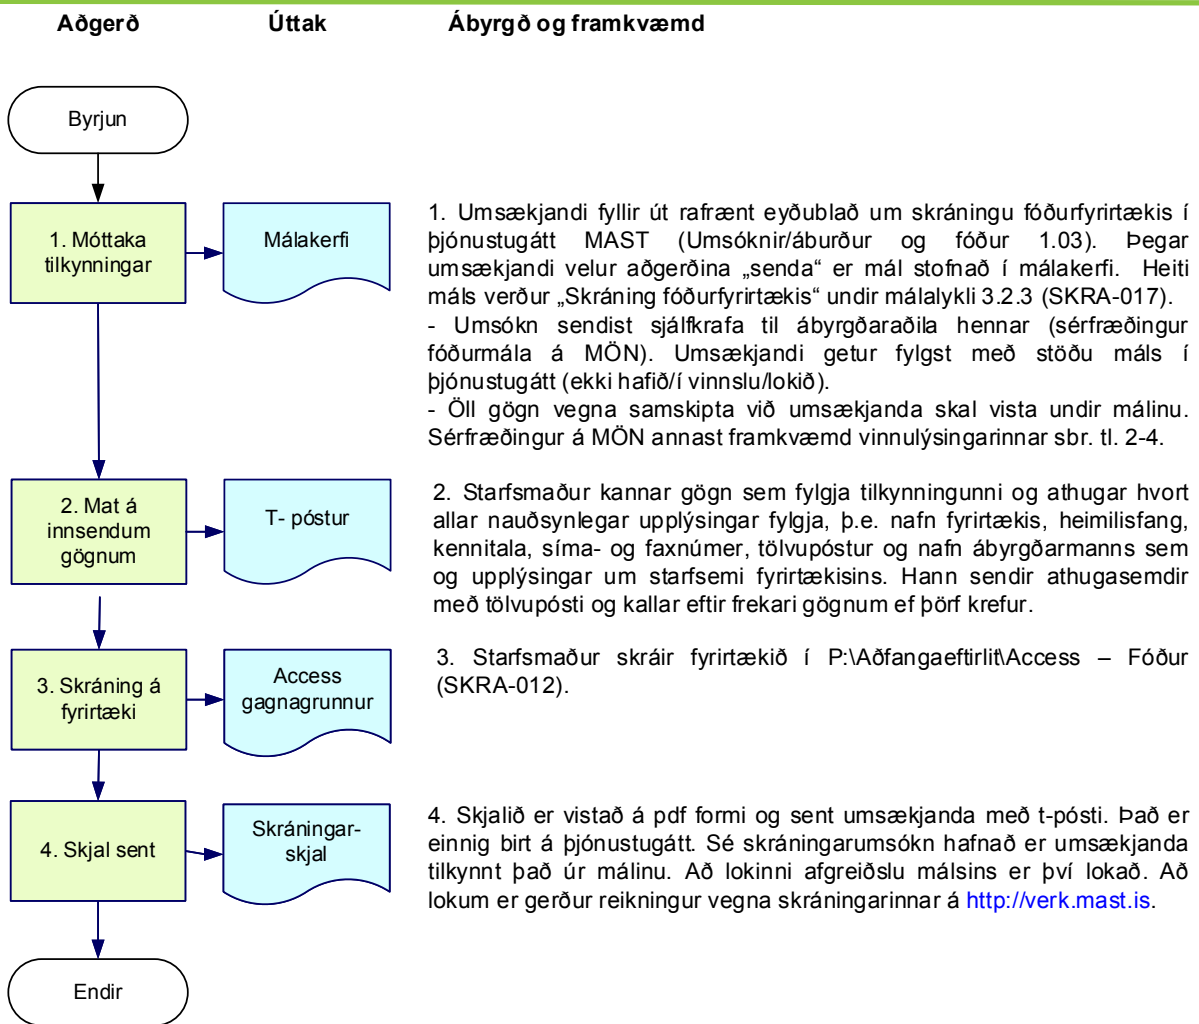 Aðgerð
Úttak
Ábyrgð og framkvæmd
Byrjun
1. Móttaka
tilkynningar
Málakerfi
1. Umsækjandi fyllir út rafrænt eyðublað um skráningu fóðurfyrirtækis í
þjónustugátt MAST (Umsóknir/áburður og fóður 1.03). Þegar
umsækjandi velur aðgerðina „senda“ er mál stofnað í málakerfi. Heiti
máls verður „Skráning fóðurfyrirtækis“ undir málalykli 3.2.3 (SKRA-017).
- Umsókn sendist sjálfkrafa til ábyrgðaraðila hennar (sérfræðingur
fóðurmála á MÖN). Umsækjandi getur fylgst með stöðu máls í
þjónustugátt (ekki hafið/í vinnslu/lokið).
- Öll gögn vegna samskipta við umsækjanda skal vista undir málinu.
Sérfræðingur á MÖN annast framkvæmd vinnulýsingarinnar sbr. tl. 2-4.
2. Mat á
innsendum
gögnum
T- póstur
2. Starfsmaður kannar gögn sem fylgja tilkynningunni og athugar hvort
allar nauðsynlegar upplýsingar fylgja, þ.e. nafn fyrirtækis, heimilisfang,
kennitala, síma- og faxnúmer, tölvupóstur og nafn ábyrgðarmanns sem
og upplýsingar um starfsemi fyrirtækisins. Hann sendir athugasemdir
með tölvupósti og kallar eftir frekari gögnum ef þörf krefur.
3. Skráning á
fyrirtæki
Access
gagnagrunnur
3. Starfsmaður skráir fyrirtækið í P:\Aðfangaeftirlit\Access – Fóður
(SKRA-012).
4. Skjal sent
Skráningar-
skjal
4. Skjalið er vistað á pdf formi og sent umsækjanda með t-pósti. Það er
einnig birt á þjónustugátt. Sé skráningarumsókn hafnað er umsækjanda
tilkynnt það úr málinu. Að lokinni afgreiðslu málsins er því lokað. Að
lokum er gerður reikningur vegna skráningarinnar á http://verk.mast.is.
Endir